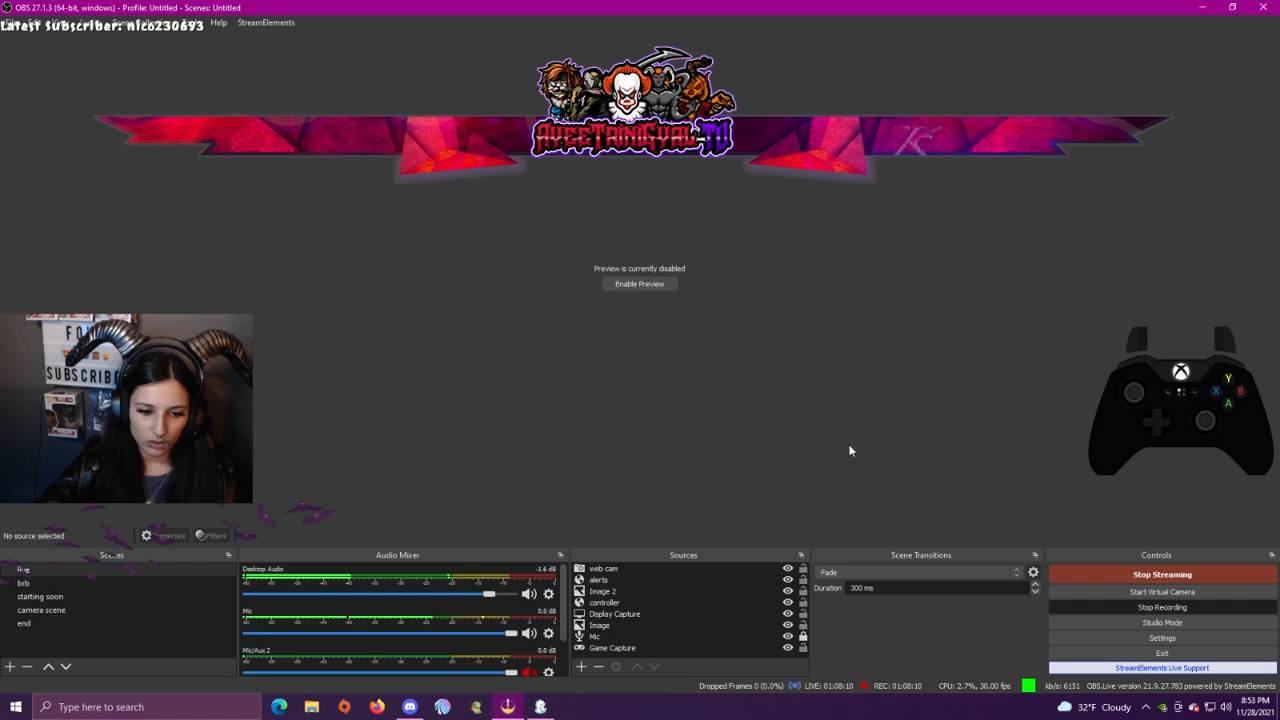 OBS 27.1.3 (64-bit, windows) - Profile: Untitled - Scenes: Untitled
Help StreamElements
Latest Subscriber: nico230693
AYEETRINIGYAL-TV
Preview is currently disabled
Enable Preview
FO
SUBSCRIBE
Y
X B
A
No source selected
Properties
Filters
Scenes
live
brb
starting soon
camera scene
end
Audio Mixer
Desktop Audio -1.6 dB
Mic 0.0 dB
Mic/Aux 2 0.0 dB
Sources
web cam
alerts
Image 2
controller
Display Capture
Image
Mic
Game Capture
Scene Transitions
Fade
Duration 300 ms
Controls
Stop Streaming
Start Virtual Camera
Stop Recording
Studio Mode
Settings
Exit
StreamElements Live Support
Dropped Frames 0 (0.0%) LIVE: 01:08:10 REC: 01:08:10 CPU: 2.7%, 30.00 fps kb/s: 6151 OBS.Live version 21.9.27.783 powered by StreamElements
Type here to search
32°F Cloudy
8:53 PM
11/28/2021